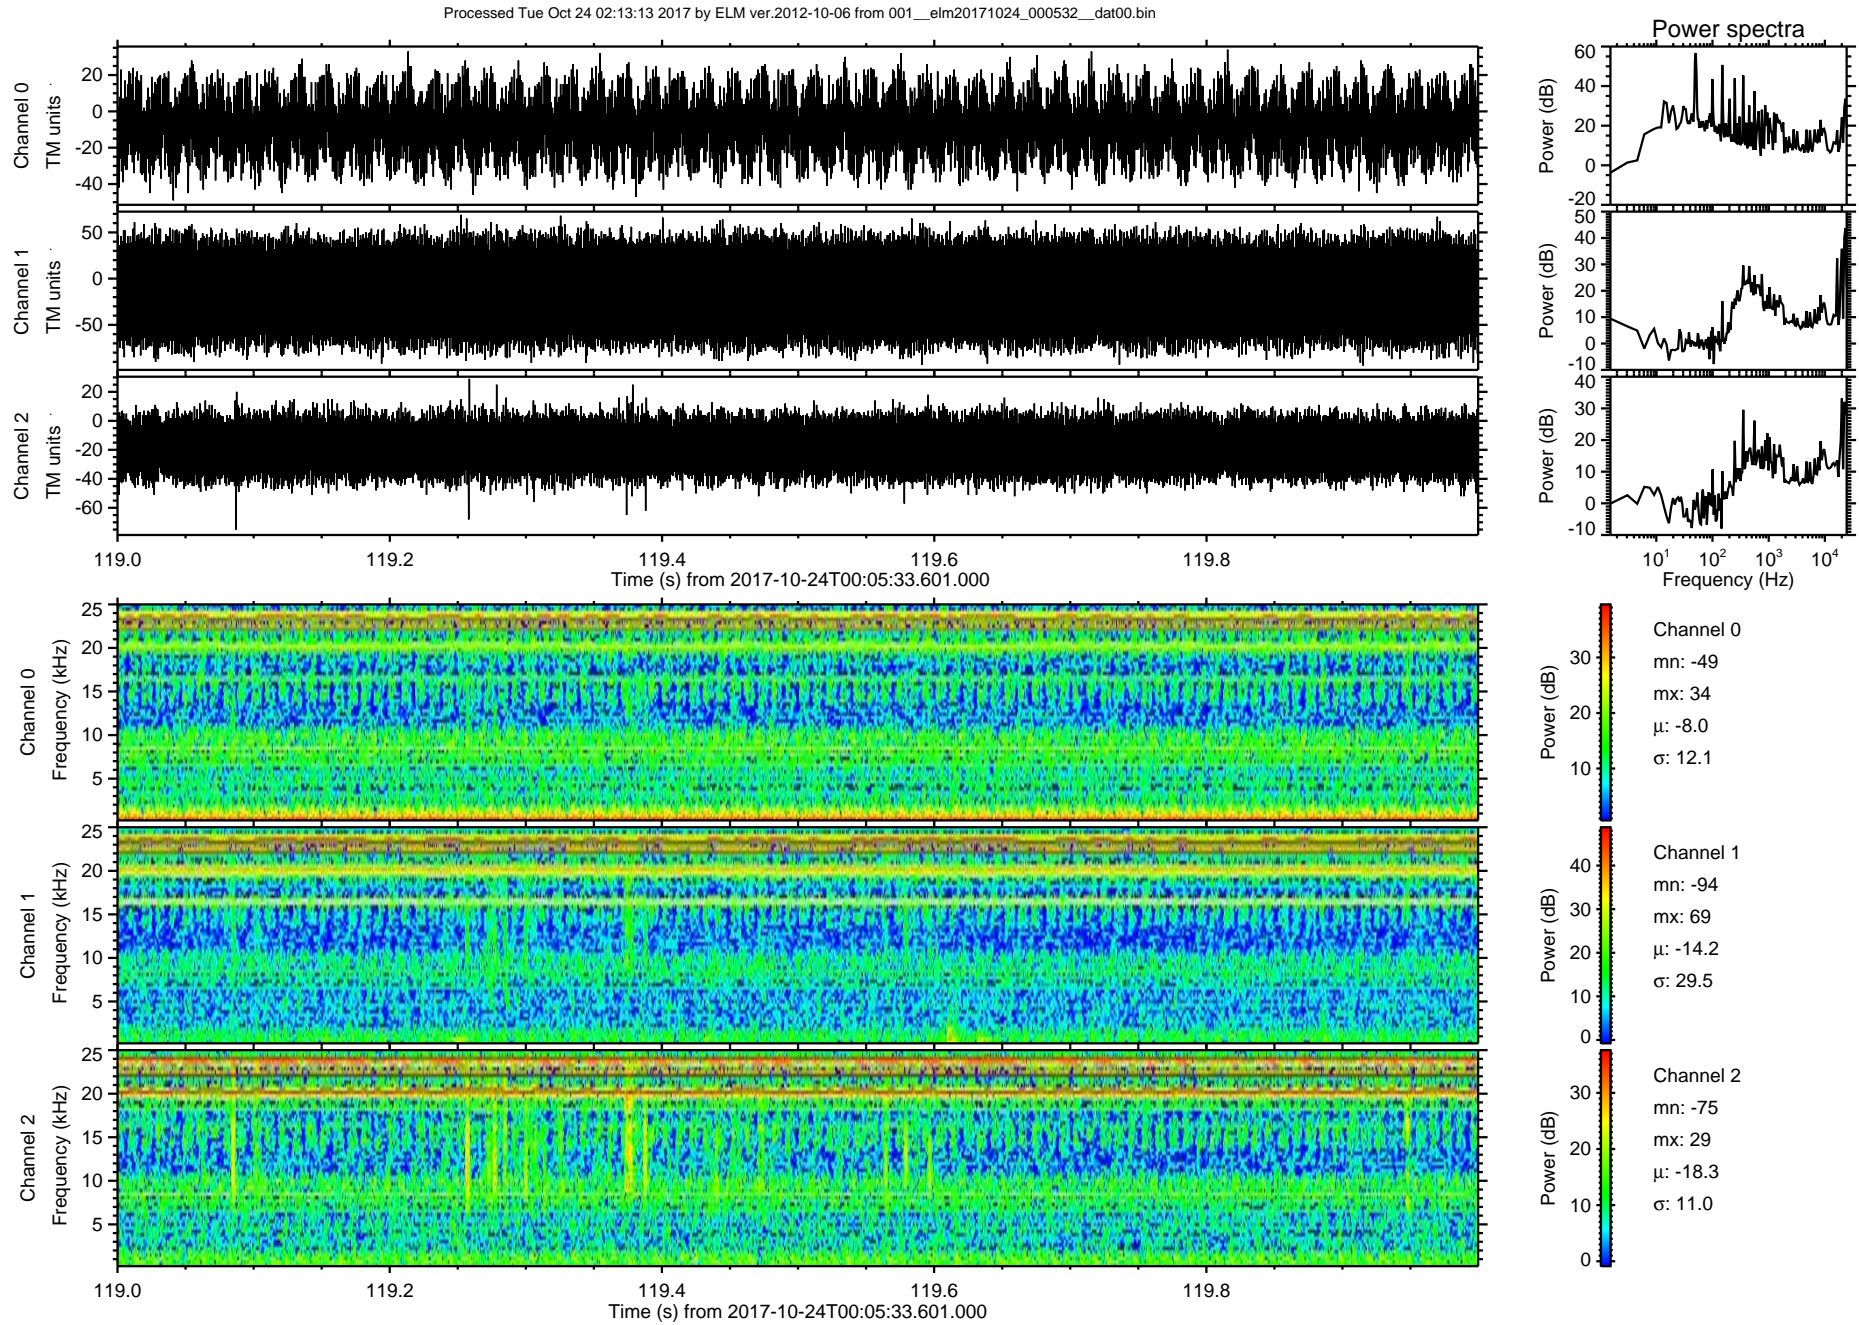 Processed Tue Oct 24 02:13:13 2017 by ELM ver.2012-10-06 from 001__elm20171024_000532__dat00.bin
Power spectra
Channel 0
TM units
20
0
-20
-40
Power (dB)
60
40
20
0
-20
Channel 1
TM units
50
0
-50
Power (dB)
50
40
30
20
10
0
-10
Channel 2
TM units
20
0
-20
-40
-60
Power (dB)
40
30
20
10
0
-10
119.0 119.2 119.4 119.6 119.8
Time (s) from 2017-10-24T00:05:33.601.000
10¹ 10² 10³ 10⁴
Frequency (Hz)
Channel 0
Frequency (kHz)
25
20
15
10
5
Power (dB)
30
20
10
Channel 0
mn: -49
mx: 34
μ: -8.0
σ: 12.1
Channel 1
Frequency (kHz)
25
20
15
10
5
Power (dB)
40
30
20
10
0
Channel 1
mn: -94
mx: 69
μ: -14.2
σ: 29.5
Channel 2
Frequency (kHz)
25
20
15
10
5
Power (dB)
30
20
10
0
Channel 2
mn: -75
mx: 29
μ: -18.3
σ: 11.0
119.0 119.2 119.4 119.6 119.8
Time (s) from 2017-10-24T00:05:33.601.000